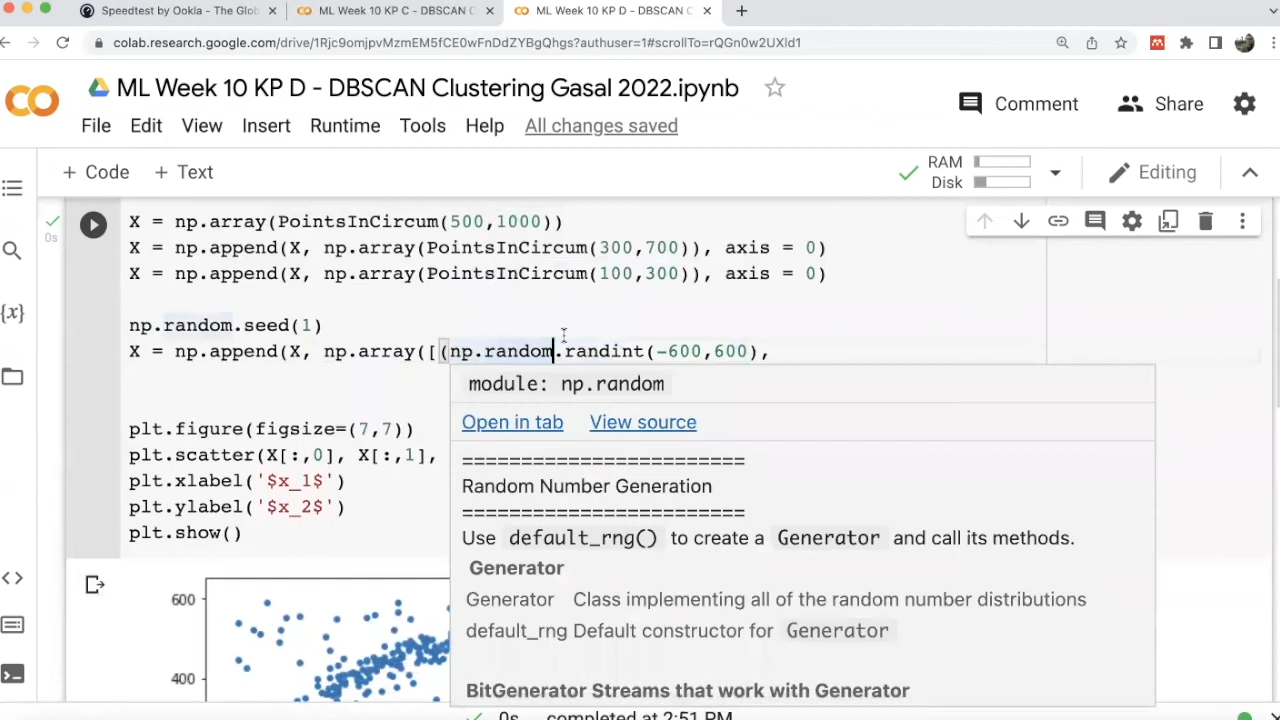 Speedtest by Ookla - The Glob
ML Week 10 KP C - DBSCAN C
ML Week 10 KP D - DBSCAN C
colab.research.google.com/drive/1Rjc9omjpvMzmEM5fCE0wFnDdZYBgQhgs?authuser=1#scrollTo=rQGn0w2UXld1
ML Week 10 KP D - DBSCAN Clustering Gasal 2022.ipynb
Comment
Share
File Edit View Insert Runtime Tools Help All changes saved
+ Code + Text
RAM
Disk
Editing
0s
X = np.array(PointsInCircum(500,1000))
X = np.append(X, np.array(PointsInCircum(300,700)), axis = 0)
X = np.append(X, np.array(PointsInCircum(100,300)), axis = 0)
np.random.seed(1)
X = np.append(X, np.array([(np.random.randint(-600,600),
module: np.random
Open in tab View source
plt.figure(figsize=(7,7))
plt.scatter(X[:,0], X[:,1],
plt.xlabel('$x_1$')
plt.ylabel('$x_2$')
plt.show()
========================
Random Number Generation
========================
Use default_rng() to create a Generator and call its methods.
Generator
Generator Class implementing all of the random number distributions
default_rng Default constructor for Generator
BitGenerator Streams that work with Generator
600
400
0s completed at 2:51 PM